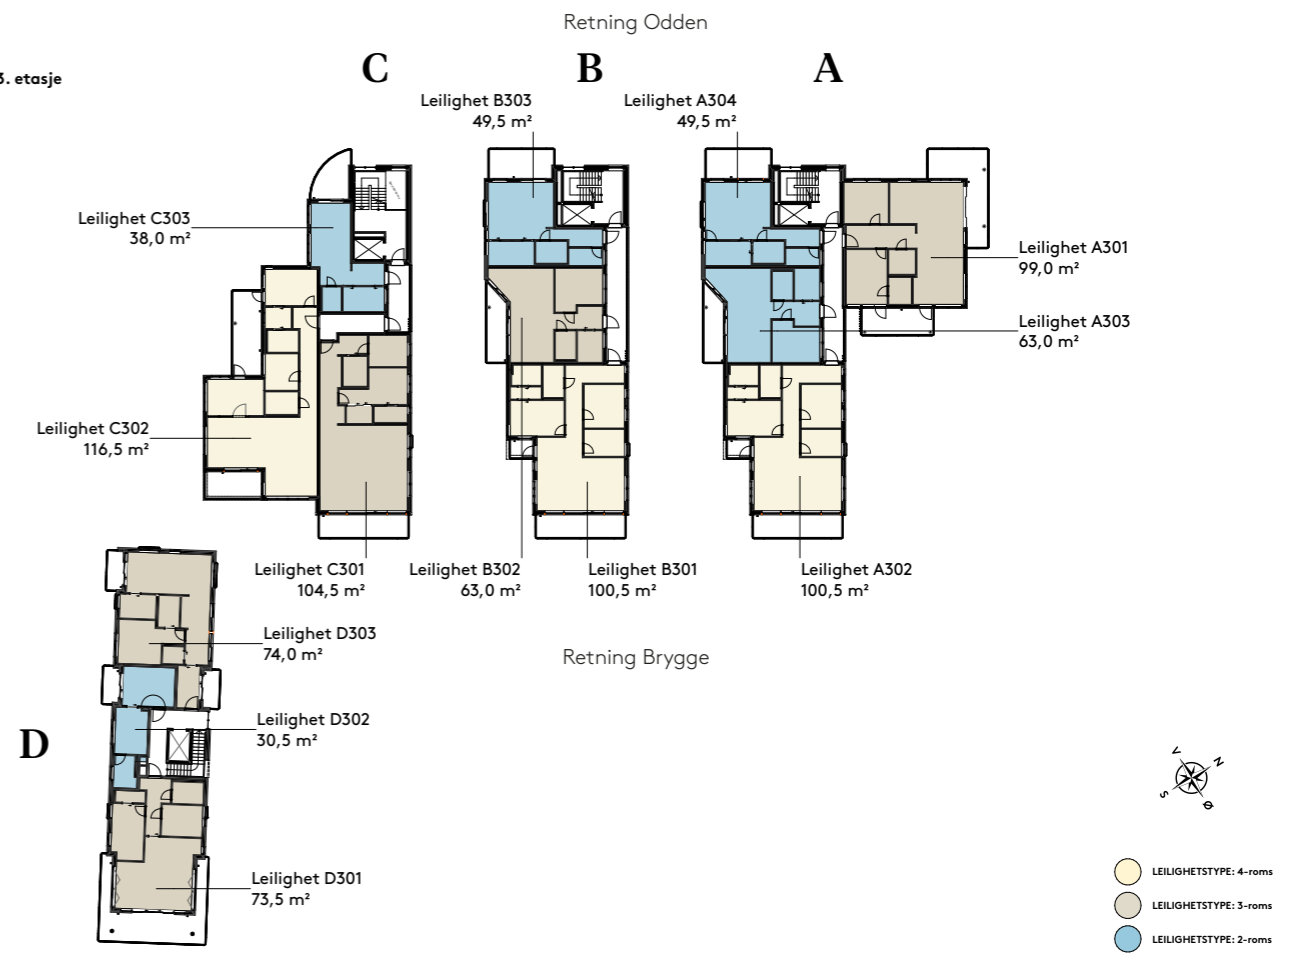 Retning Odden
3. etasje
C
B
A
Leilighet B303
49,5 m²
Leilighet A304
49,5 m²
Leilighet C303
38,0 m²
Leilighet A301
99,0 m²
Leilighet A303
63,0 m²
Leilighet C302
116,5 m²
Leilighet C301
104,5 m²
Leilighet B302
63,0 m²
Leilighet B301
100,5 m²
Leilighet A302
100,5 m²
Leilighet D303
74,0 m²
Retning Brygge
Leilighet D302
30,5 m²
D
Leilighet D301
73,5 m²
V
N
S
Ø
LEILIGHETSTYPE: 4-roms
LEILIGHETSTYPE: 3-roms
LEILIGHETSTYPE: 2-roms